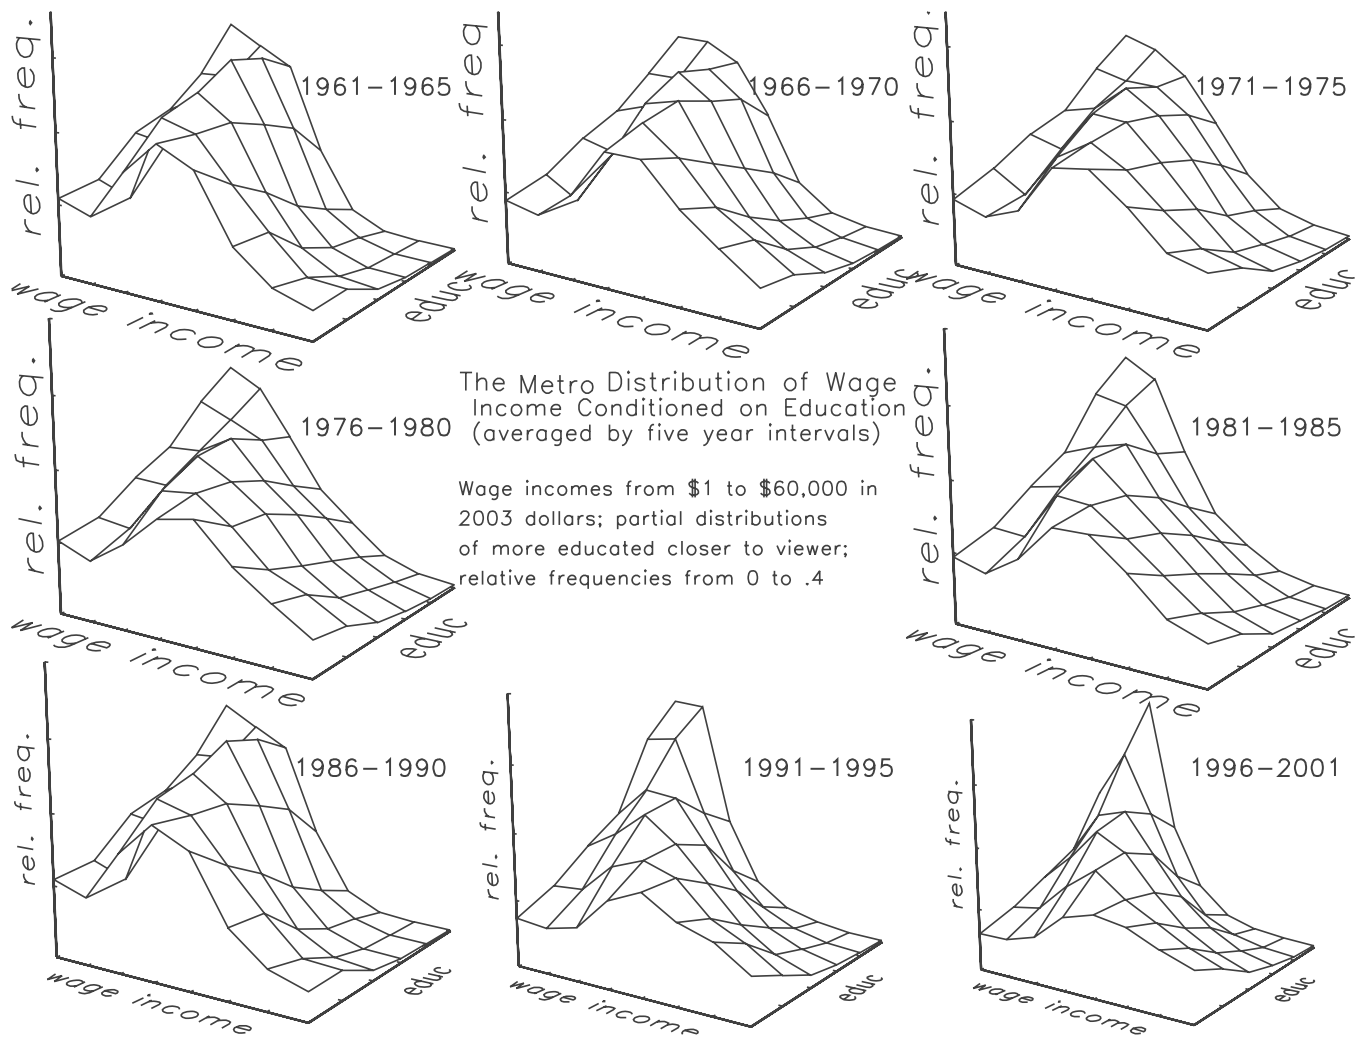 rel. freq.
1961-1965
wage income
educ
rel. freq
1966-1970
wage income
educ
rel. freq.
1971-1975
wage income
educ
rel. freq.
1976-1980
wage income
educ
The Metro Distribution of Wage
Income Conditioned on Education
(averaged by five year intervals)
Wage incomes from $1 to $60,000 in
2003 dollars; partial distributions
of more educated closer to viewer;
relative frequencies from 0 to .4
rel. freq.
1981-1985
wage income
educ
rel. freq.
1986-1990
wage income
educ
rel. freq.
1991-1995
wage income
educ
rel. freq.
1996-2001
wage income
educ